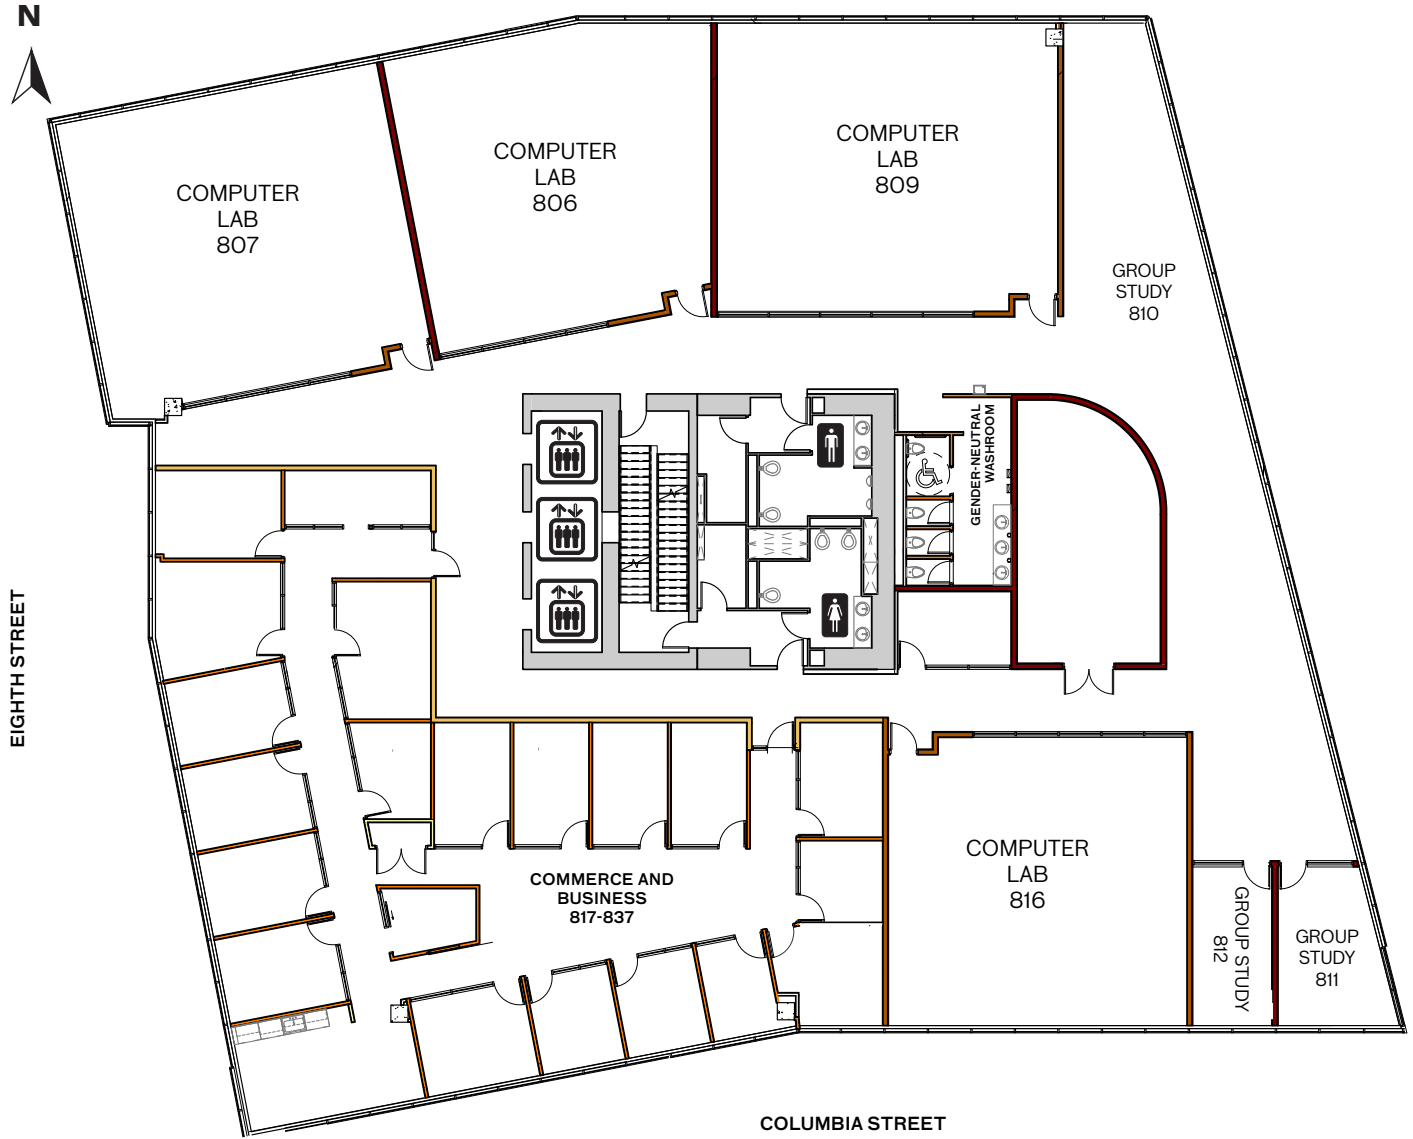 N
COMPUTER
LAB
807
COMPUTER
LAB
806
COMPUTER
LAB
809
GROUP
STUDY
810
GENDER-NEUTRAL
WASHROOM
EIGHTH STREET
COMMERCE AND
BUSINESS
817-837
COMPUTER
LAB
816
GROUP STUDY
812
GROUP
STUDY
811
COLUMBIA STREET